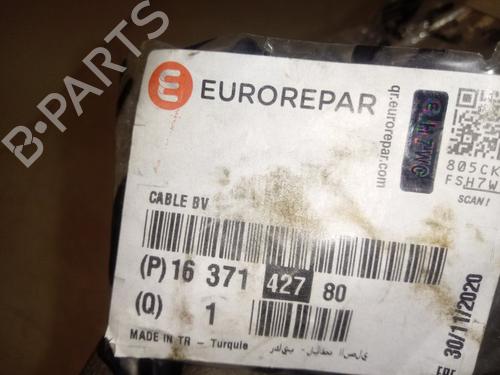 B-PARTS
EUROREPAR
qr.eurorepar.com
805CK
FSH7W
SCAN!
CABLE BV
(P) 16 371 427 80
(Q) 1
MADE IN TR - Turquie
30/11/2020